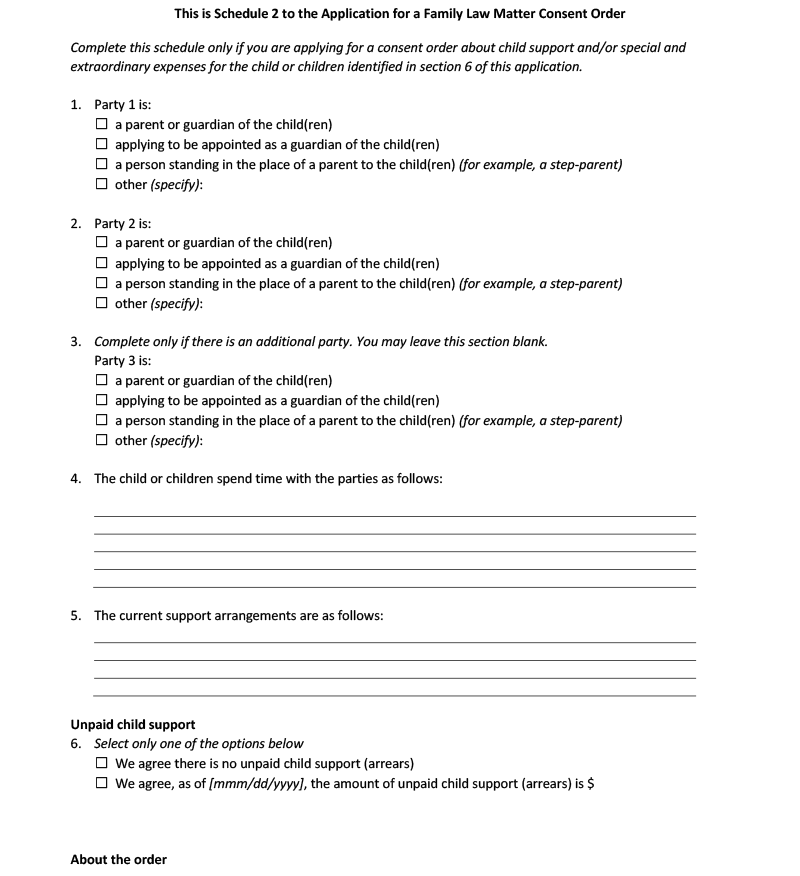 This is Schedule 2 to the Application for a Family Law Matter Consent Order
Complete this schedule only if you are applying for a consent order about child support and/or special and
extraordinary expenses for the child or children identified in section 6 of this application.
1. Party 1 is:
☐ a parent or guardian of the child(ren)
☐ applying to be appointed as a guardian of the child(ren)
☐ a person standing in the place of a parent to the child(ren) (for example, a step-parent)
☐ other (specify):
2. Party 2 is:
☐ a parent or guardian of the child(ren)
☐ applying to be appointed as a guardian of the child(ren)
☐ a person standing in the place of a parent to the child(ren) (for example, a step-parent)
☐ other (specify):
3. Complete only if there is an additional party. You may leave this section blank.
Party 3 is:
☐ a parent or guardian of the child(ren)
☐ applying to be appointed as a guardian of the child(ren)
☐ a person standing in the place of a parent to the child(ren) (for example, a step-parent)
☐ other (specify):
4. The child or children spend time with the parties as follows:
5. The current support arrangements are as follows:
Unpaid child support
6. Select only one of the options below
☐ We agree there is no unpaid child support (arrears)
☐ We agree, as of [mmm/dd/yyyy], the amount of unpaid child support (arrears) is $
About the order